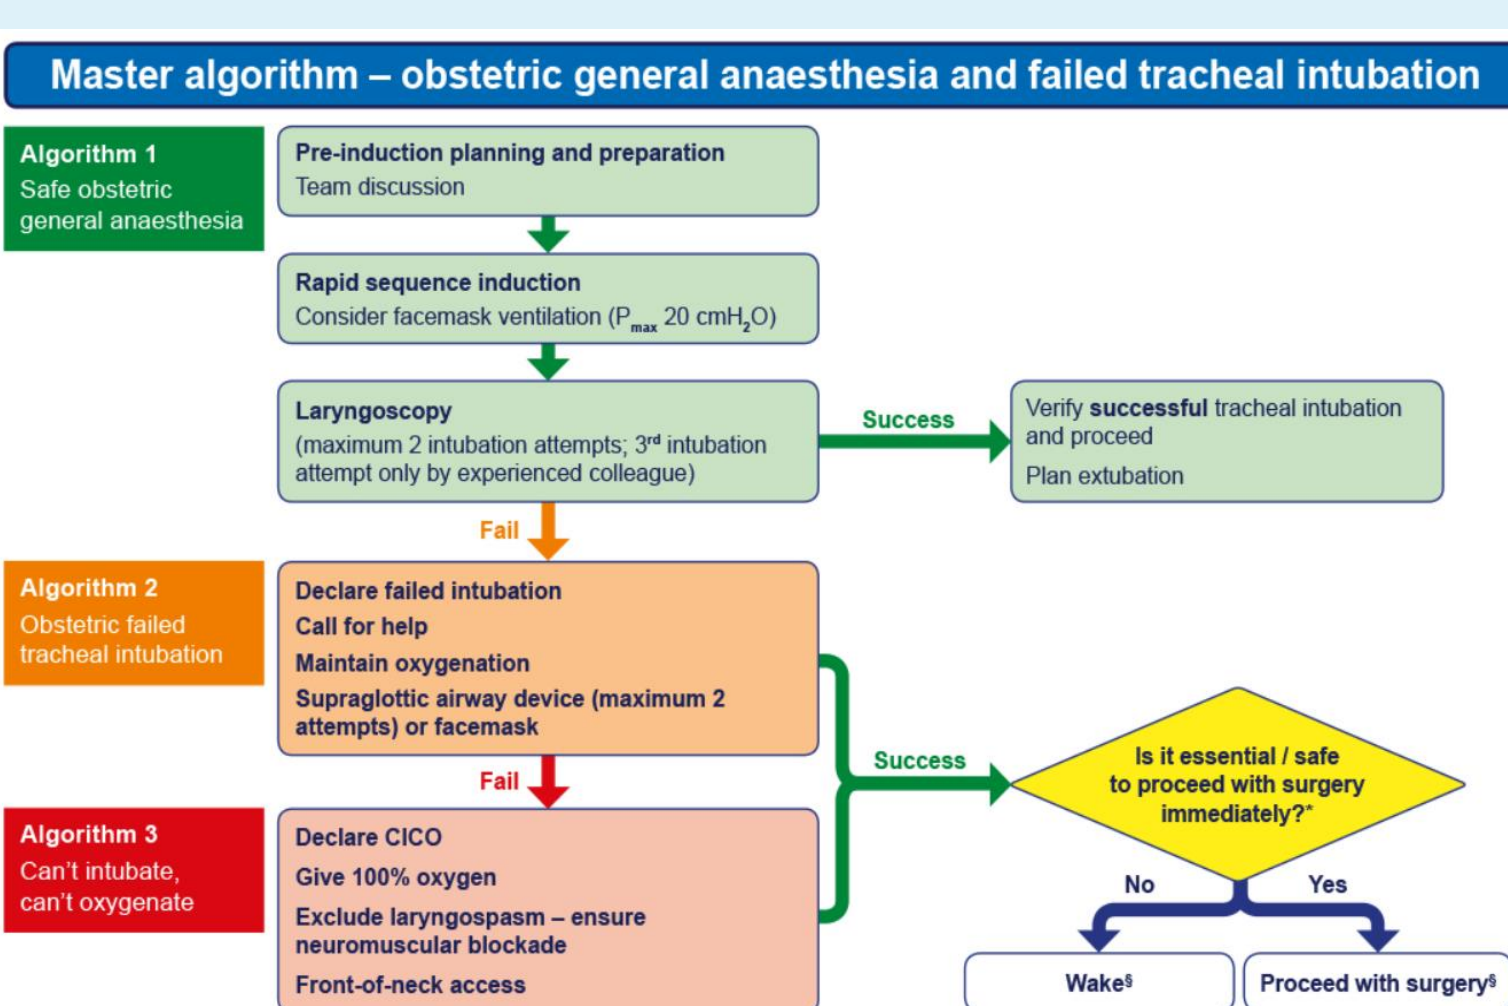 Master algorithm – obstetric general anaesthesia and failed tracheal intubation
Algorithm 1
Safe obstetric
general anaesthesia
Pre-induction planning and preparation
Team discussion
Rapid sequence induction
Consider facemask ventilation (Pmax 20 cmH2O)
Laryngoscopy
(maximum 2 intubation attempts; 3rd intubation
attempt only by experienced colleague)
Success
Verify successful tracheal intubation
and proceed
Plan extubation
Fail
Algorithm 2
Obstetric failed
tracheal intubation
Declare failed intubation
Call for help
Maintain oxygenation
Supraglottic airway device (maximum 2
attempts) or facemask
Success
Is it essential / safe
to proceed with surgery
immediately?*
Fail
Algorithm 3
Can't intubate,
can't oxygenate
Declare CICO
Give 100% oxygen
Exclude laryngospasm – ensure
neuromuscular blockade
Front-of-neck access
No
Yes
Wake§
Proceed with surgery§